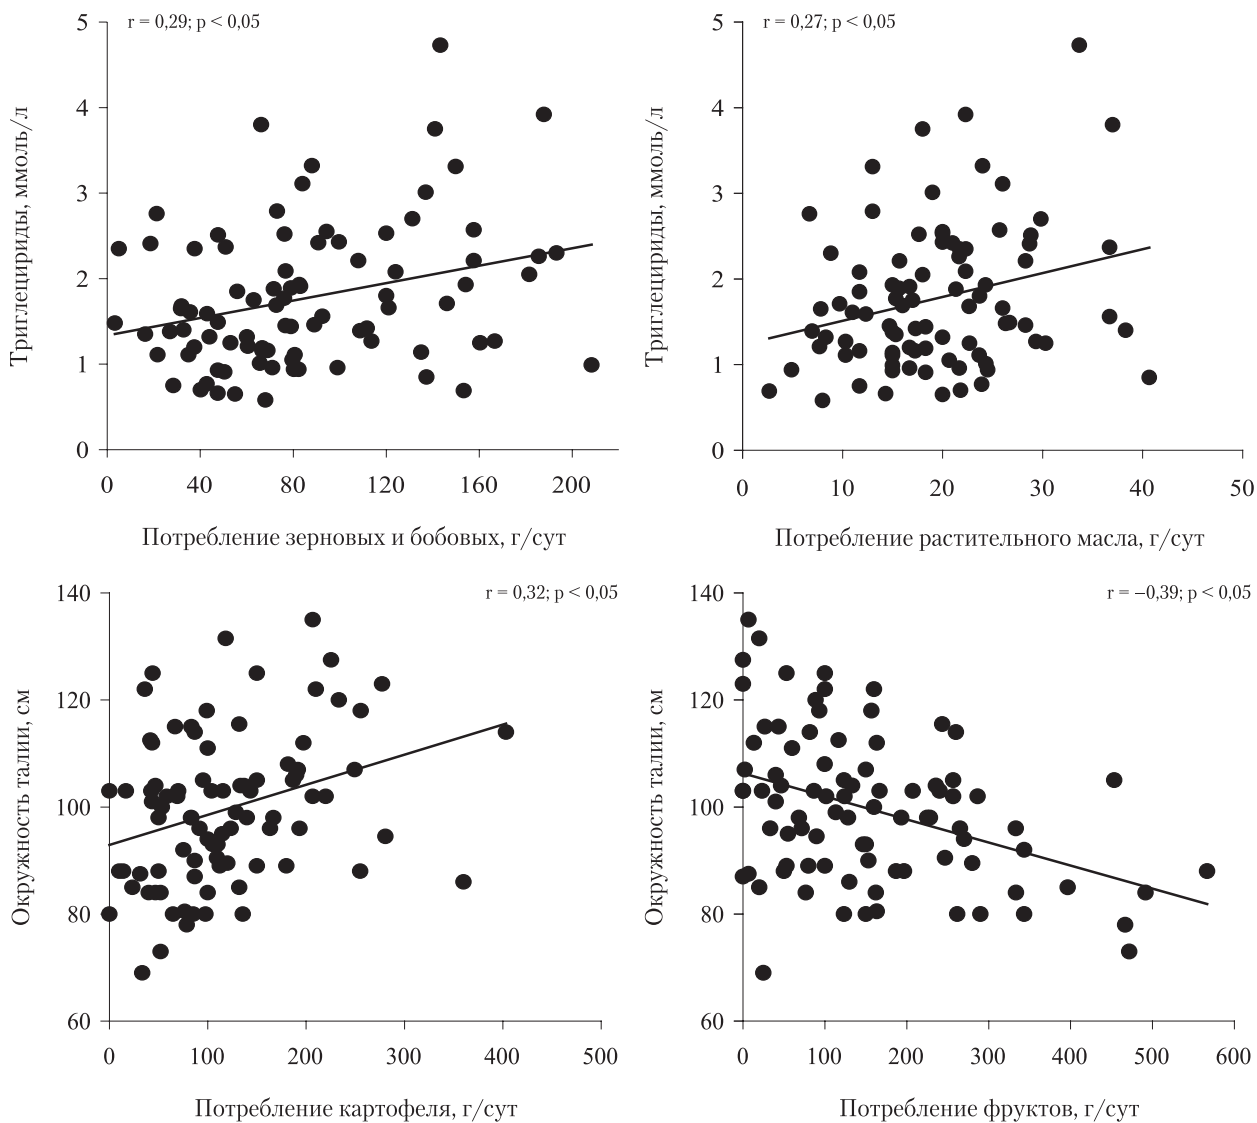 r = 0,29; p < 0,05
5
4
3
2
1
0
Триглецириды, ммоль/л
0 40 80 120 160 200
Потребление зерновых и бобовых, г/сут
r = 0,27; p < 0,05
5
4
3
2
1
0
Триглецириды, ммоль/л
0 10 20 30 40 50
Потребление растительного масла, г/сут
r = 0,32; p < 0,05
140
120
100
80
60
Окружность талии, см
0 100 200 300 400 500
Потребление картофеля, г/сут
r = –0,39; p < 0,05
140
120
100
80
60
Окружность талии, см
0 100 200 300 400 500 600
Потребление фруктов, г/сут